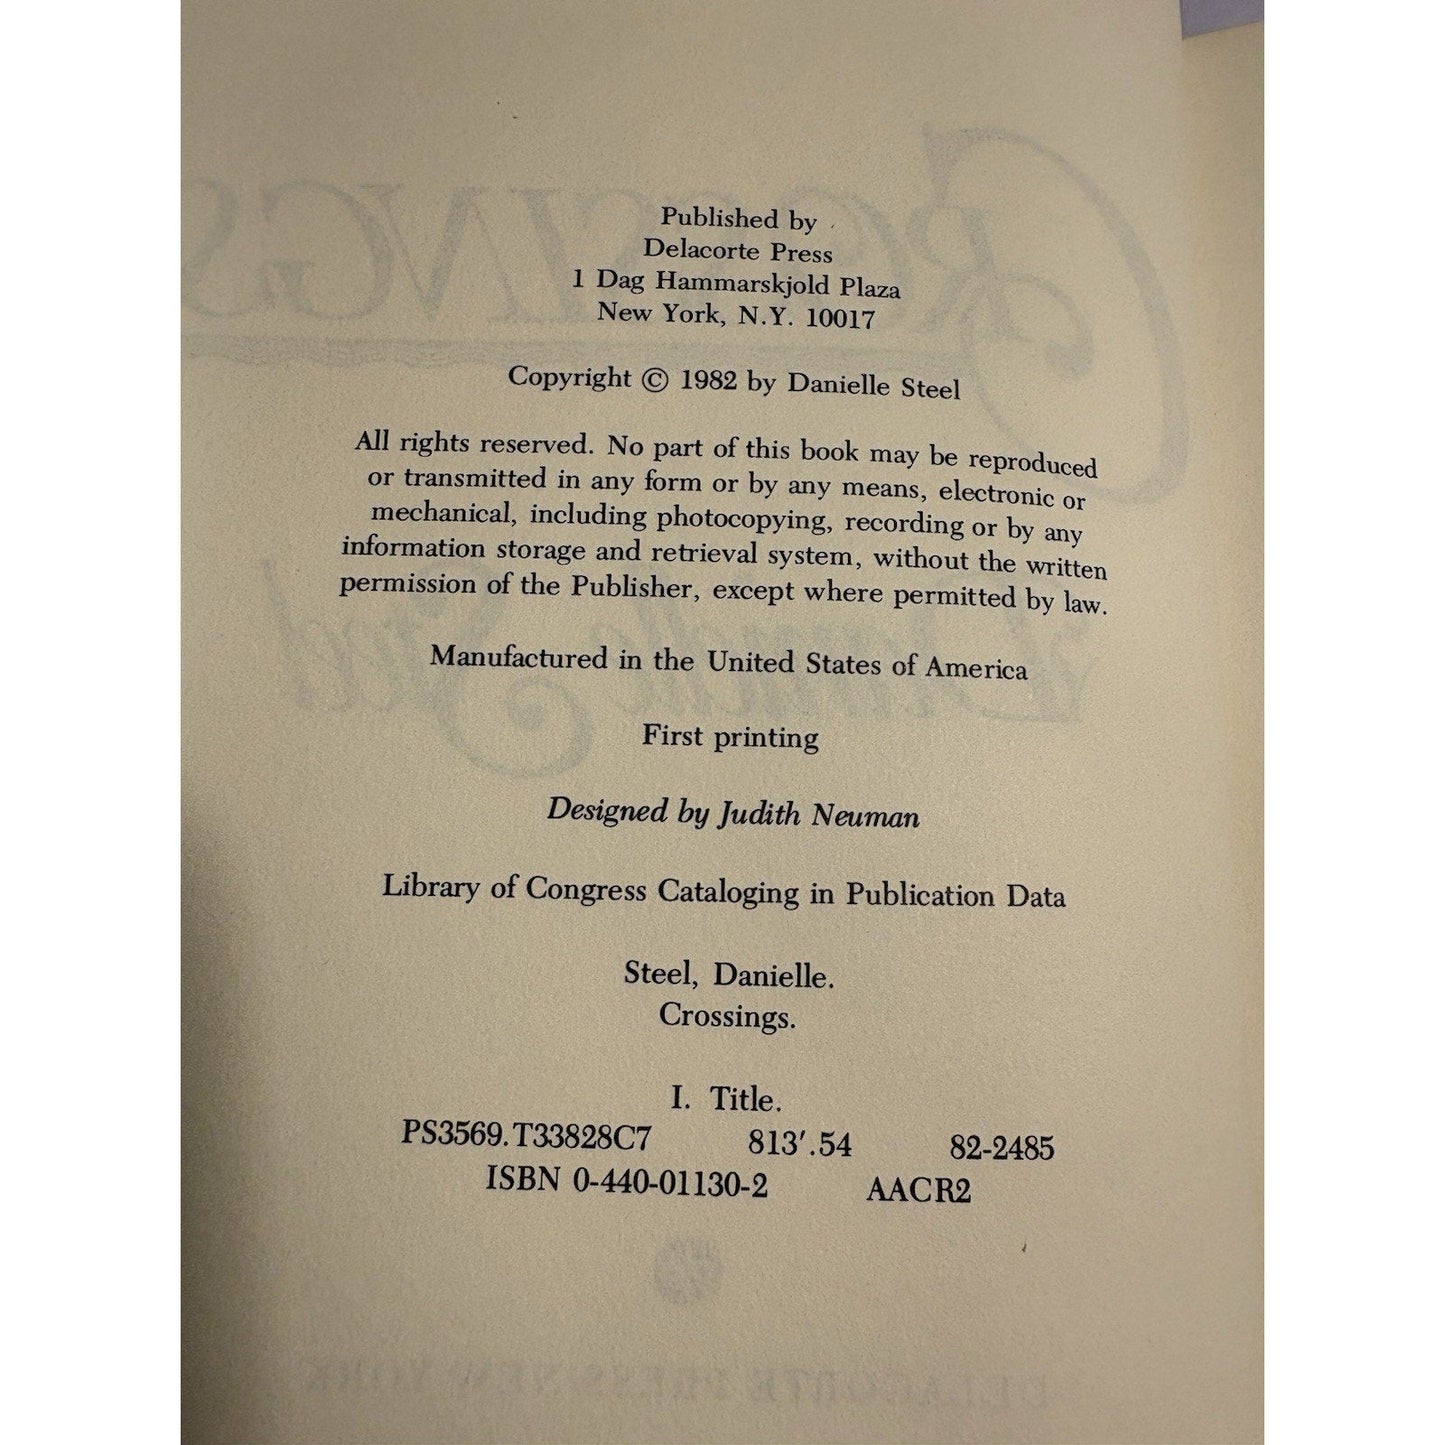 Published by
Delacorte Press
1 Dag Hammarskjold Plaza
New York, N.Y. 10017
Copyright © 1982 by Danielle Steel
All rights reserved. No part of this book may be reproduced
or transmitted in any form or by any means, electronic or
mechanical, including photocopying, recording or by any
information storage and retrieval system, without the written
permission of the Publisher, except where permitted by law.
Manufactured in the United States of America
First printing
Designed by Judith Neuman
Library of Congress Cataloging in Publication Data
Steel, Danielle.
Crossings.
I. Title.
PS3569.T33828C7 813′.54 82-2485
ISBN 0-440-01130-2 AACR2